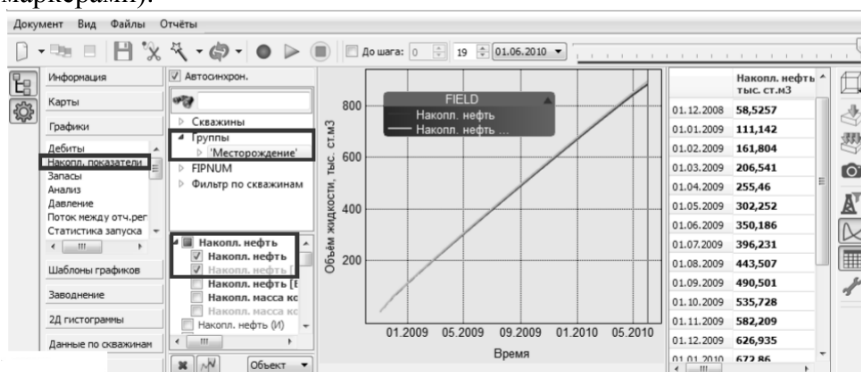 маркерами).
Документ Вид Файлы Отчёты
До шага: 0 19 01.06.2010
Информация
Карты
Графики
Дебиты
Накопл. показатели
Запасы
Анализ
Давление
Поток между отч.рег
Статистика запуска
Шаблоны графиков
Заводнение
2Д гистограммы
Данные по скважинам
Автосинхрон.
Скважины
Группы
'Месторождение'
FIPNUM
Фильтр по скважинам
Накопл. нефть
Накопл. нефть
Накопл. нефть [
Накопл. нефть [Е
Накопл. масса кс
Накопл. масса кс
Накопл. нефть (И)
Объект
Объём жидкости, тыс. ст.м3
800
600
400
200
FIELD
Накопл. нефть
Накопл. нефть ...
01.2009 05.2009 09.2009 01.2010 05.2010
Время
Накопл. нефть
тыс. ст.м3
01.12.2008 58,5257
01.01.2009 111,142
01.02.2009 161,804
01.03.2009 206,541
01.04.2009 255,46
01.05.2009 302,252
01.06.2009 350,186
01.07.2009 396,231
01.08.2009 443,507
01.09.2009 490,501
01.10.2009 535,728
01.11.2009 582,209
01.12.2009 626,935
01.01.2010 672,86